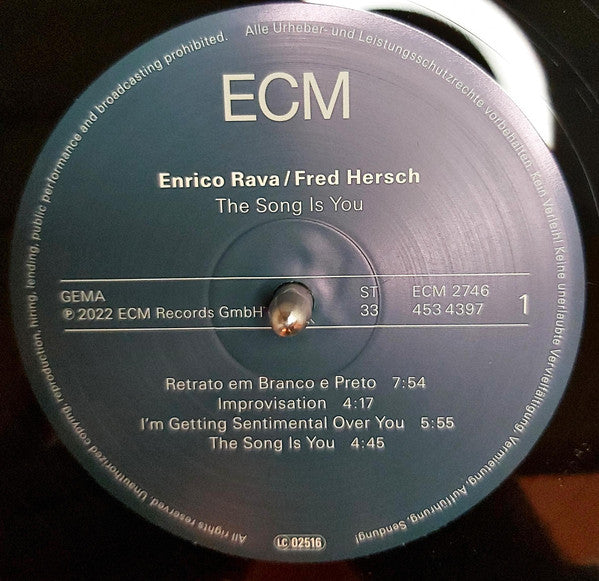 ECM
Enrico Rava/Fred Hersch
The Song Is You
GEMA
ST
ECM 2746
℗ 2022 ECM Records GmbH
33
453 4397
1
Retrato em Branco e Preto 7:54
Improvisation 4:17
I'm Getting Sentimental Over You 5:55
The Song Is You 4:45
All rights reserved. Unauthorized copying, reproduction, hiring, lending, public performance and broadcasting prohibited.
Alle Urheber- und Leistungsschutzrechte vorbehalten. Kein Verleih! Keine unerlaubte Vervielfältigung, Vermietung, Aufführung, Sendung!
LC 02516